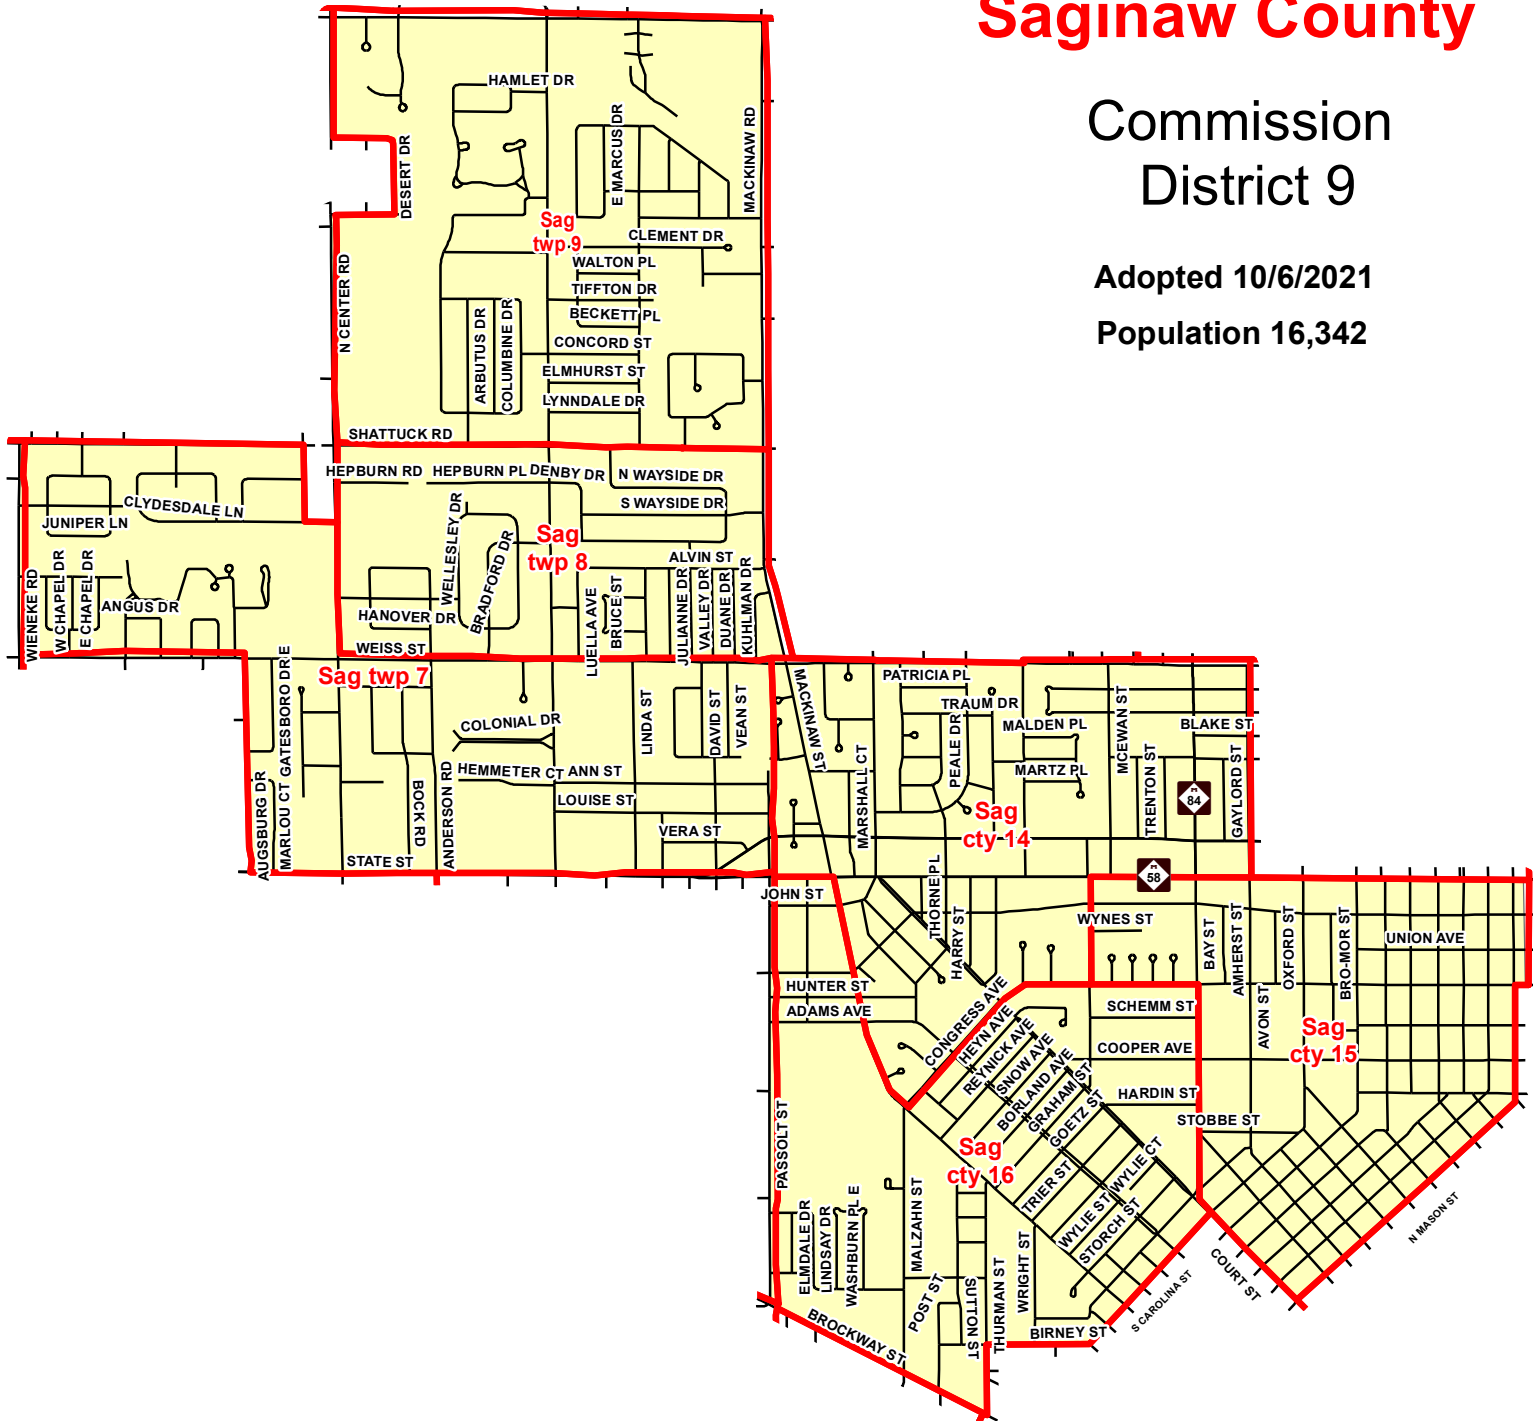 Saginaw County
Commission
District 9
Adopted 10/6/2021
Population 16,342
HAMLET DR
DESERT DR
E MARCUS DR
MACKINAW RD
Sag
twp 9
CLEMENT DR
WALTON PL
TIFFTON DR
BECKETT PL
N CENTER RD
ARBUTUS DR
COLUMBINE DR
CONCORD ST
ELMHURST ST
LYNNDALE DR
SHATTUCK RD
HEPBURN RD
HEPBURN PL
DENBY DR
N WAYSIDE DR
S WAYSIDE DR
CLYDESDALE LN
JUNIPER LN
WELLESLEY DR
BRADFORD DR
Sag
twp 8
ALVIN ST
WIENEKE RD
W CHAPEL DR
E CHAPEL DR
ANGUS DR
HANOVER DR
LUELLA AVE
BRUCE ST
JULIANNE DR
VALLEY DR
DUANE DR
KUHLMAN DR
WEISS ST
Sag twp 7
GATESBORO DR E
COLONIAL DR
LINDA ST
DAVID ST
VEAN ST
MACKINAW ST
PATRICIA PL
TRAUM DR
MALDEN PL
MCEWAN ST
BLAKE ST
PEALE DR
MARTZ PL
TRENTON ST
84
GAYLORD ST
HEMMETER CT
ANN ST
LOUISE ST
VERA ST
AUGSBURG DR
MARLOU CT
BOCK RD
ANDERSON RD
STATE ST
MARSHALL CT
Sag
cty 14
58
JOHN ST
THORNE PL
HARRY ST
WYNES ST
BAY ST
AMHERST ST
OXFORD ST
BRO-MOR ST
UNION AVE
HUNTER ST
ADAMS AVE
CONGRESS AVE
HEYN AVE
REYNICK AVE
SNOW AVE
BORLAND AVE
GRAHAM ST
GOETZ ST
SCHEMM ST
COOPER AVE
HARDIN ST
STOBBE ST
AVON ST
Sag
cty 15
PASSOLT ST
Sag
cty 16
TRIER ST
WYLIE CT
WYLIE ST
STORCH ST
ELMDALE DR
LINDSAY DR
WASHBURN PL E
MALZAHN ST
POST ST
SUTTON ST
THURMAN ST
WRIGHT ST
BIRNEY ST
BROCKWAY ST
S CAROLINA ST
COURT ST
N MASON ST